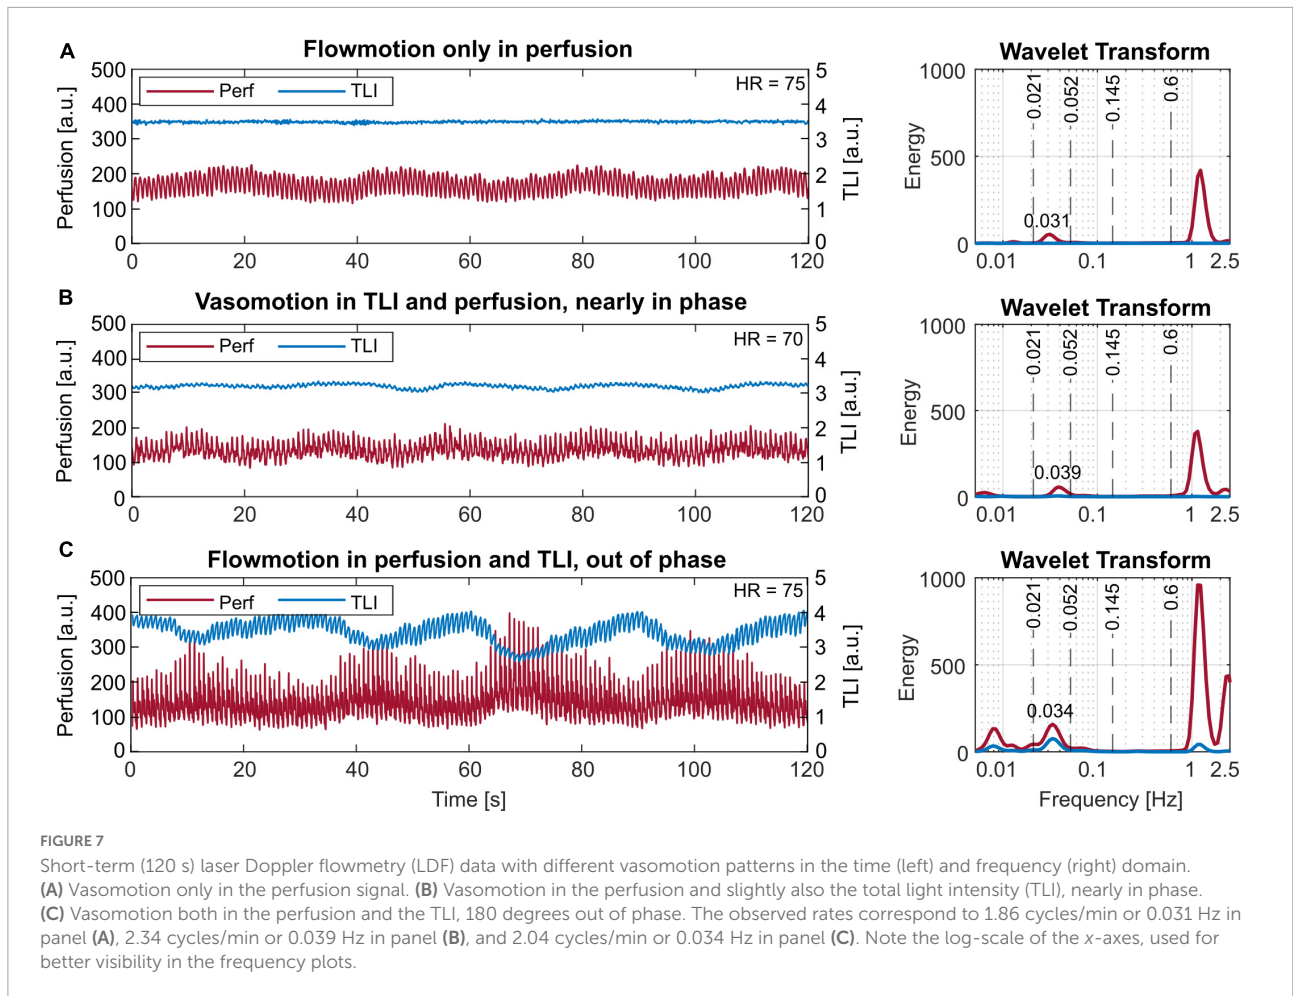 A
Flowmotion only in perfusion
Perf
TLI
HR = 75
500
400
300
200
100
0
Perfusion [a.u.]
5
4
3
2
1
0
TLI [a.u.]
0 20 40 60 80 100 120
Wavelet Transform
1000
500
0
Energy
0.021
0.052
0.145
0.6
0.031
0.01 0.1 1 2.5
B
Vasomotion in TLI and perfusion, nearly in phase
Perf
TLI
HR = 70
500
400
300
200
100
0
Perfusion [a.u.]
5
4
3
2
1
0
TLI [a.u.]
0 20 40 60 80 100 120
Wavelet Transform
1000
500
0
Energy
0.021
0.052
0.145
0.6
0.039
0.01 0.1 1 2.5
C
Flowmotion in perfusion and TLI, out of phase
Perf
TLI
HR = 75
500
400
300
200
100
0
Perfusion [a.u.]
5
4
3
2
1
0
TLI [a.u.]
0 20 40 60 80 100 120
Time [s]
Wavelet Transform
1000
500
0
Energy
0.021
0.052
0.145
0.6
0.034
0.01 0.1 1 2.5
Frequency [Hz]
FIGURE 7
Short-term (120 s) laser Doppler flowmetry (LDF) data with different vasomotion patterns in the time (left) and frequency (right) domain.
(A) Vasomotion only in the perfusion signal. (B) Vasomotion in the perfusion and slightly also the total light intensity (TLI), nearly in phase.
(C) Vasomotion both in the perfusion and the TLI, 180 degrees out of phase. The observed rates correspond to 1.86 cycles/min or 0.031 Hz in
panel (A), 2.34 cycles/min or 0.039 Hz in panel (B), and 2.04 cycles/min or 0.034 Hz in panel (C). Note the log-scale of the x-axes, used for
better visibility in the frequency plots.